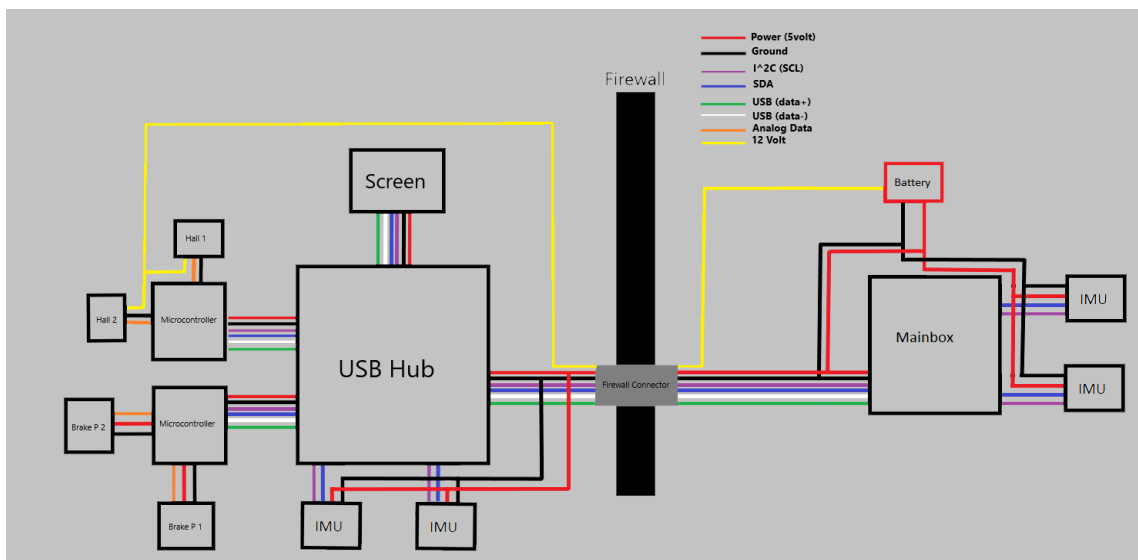 Power (5volt)
Ground
I^2C (SCL)
SDA
USB (data+)
USB (data-)
Analog Data
12 Volt
Firewall
Screen
Battery
Hall 1
Hall 2
Microcontroller
IMU
Mainbox
USB Hub
Firewall Connector
IMU
Brake P 2
Microcontroller
Brake P 1
IMU
IMU